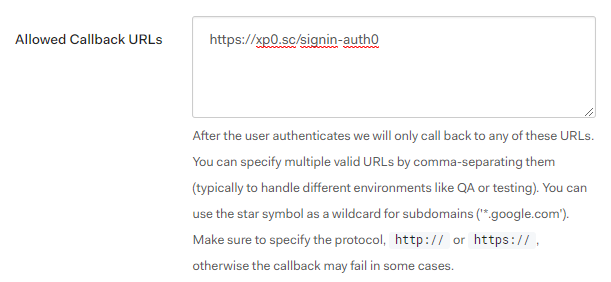 Allowed Callback URLs
https://xp0.sc/signin-auth0
After the user authenticates we will only call back to any of these URLs.
You can specify multiple valid URLs by comma-separating them
(typically to handle different environments like QA or testing). You can
use the star symbol as a wildcard for subdomains ('*.google.com').
Make sure to specify the protocol, http:// or https:// ,
otherwise the callback may fail in some cases.